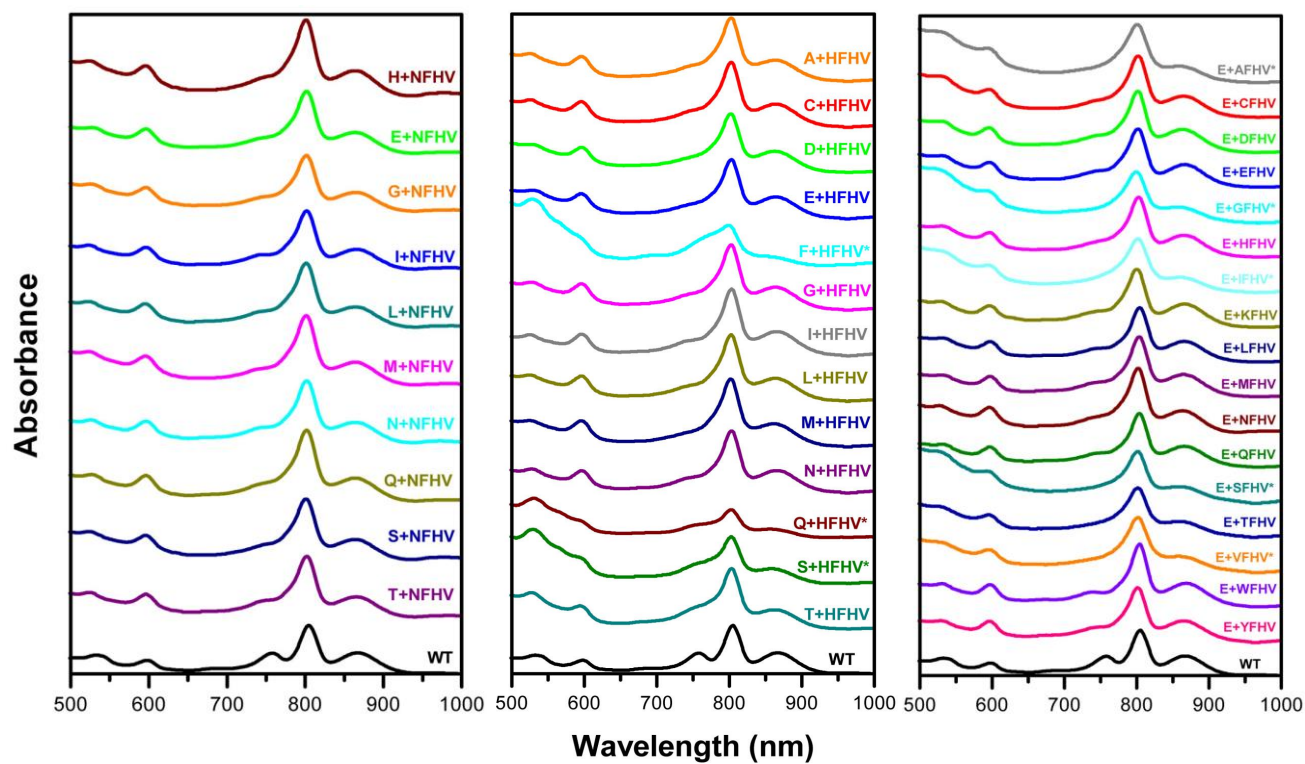 Absorbance
H+NFHV
E+NFHV
G+NFHV
I+NFHV
L+NFHV
M+NFHV
N+NFHV
Q+NFHV
S+NFHV
T+NFHV
WT
500 600 700 800 900 1000
A+HFHV
C+HFHV
D+HFHV
E+HFHV
F+HFHV*
G+HFHV
I+HFHV
L+HFHV
M+HFHV
N+HFHV
Q+HFHV*
S+HFHV*
T+HFHV
WT
500 600 700 800 900 1000
E+AFHV*
E+CFHV
E+DFHV
E+EFHV
E+GFHV*
E+HFHV
E+IFHV*
E+KFHV
E+LFHV
E+MFHV
E+NFHV
E+QFHV
E+SFHV*
E+TFHV
E+VFHV*
E+WFHV
E+YFHV
WT
500 600 700 800 900 1000
Wavelength (nm)